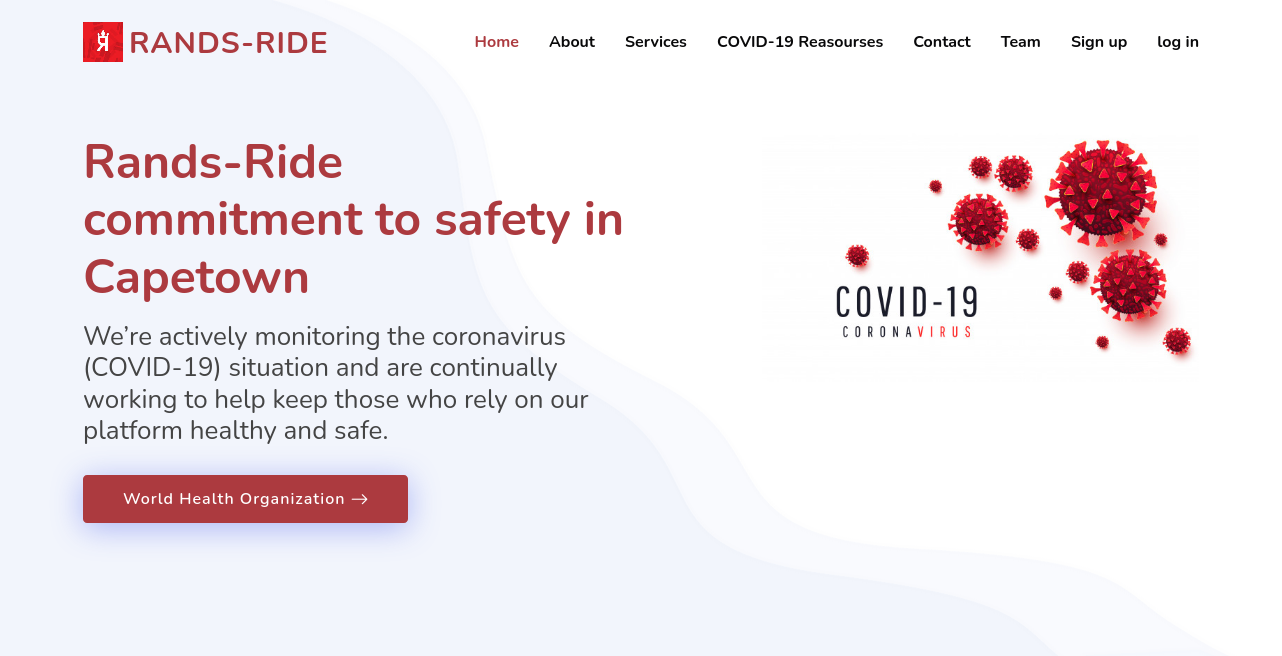 RANDS-RIDE
Home About Services COVID-19 Reasourses Contact Team Sign up log in
Rands-Ride
commitment to safety in
Capetown
We’re actively monitoring the coronavirus
(COVID-19) situation and are continually
working to help keep those who rely on our
platform healthy and safe.
World Health Organization →
COVID-19
CORONAVIRUS